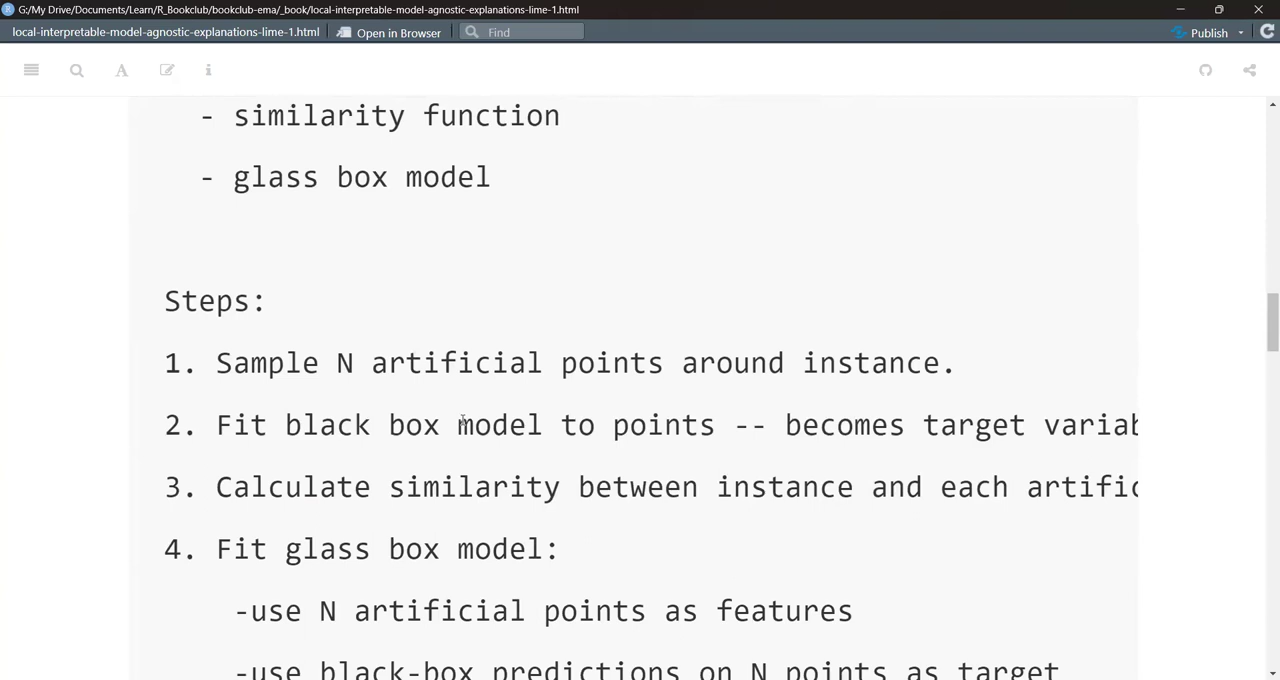 G:/My Drive/Documents/Learn/R_Bookclub/bookclub-ema/_book/local-interpretable-model-agnostic-explanations-lime-1.html
local-interpretable-model-agnostic-explanations-lime-1.html Open in Browser Find Publish
- similarity function
- glass box model
Steps:
1. Sample N artificial points around instance.
2. Fit black box model to points -- becomes target variab
3. Calculate similarity between instance and each artific
4. Fit glass box model:
-use N artificial points as features
-use black-box predictions on N points as target